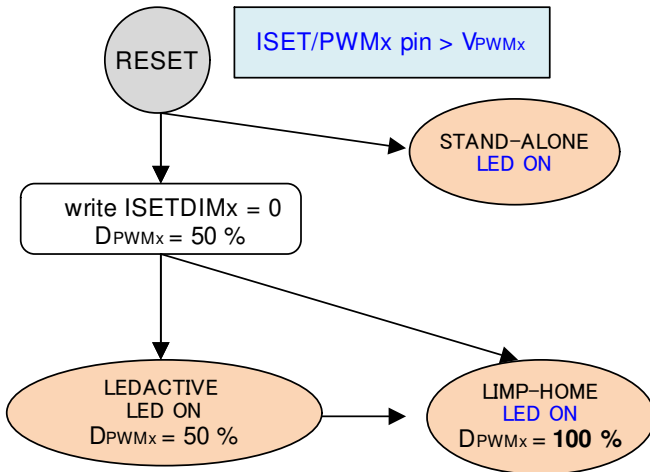 RESET
ISET/PWMx pin > VPWMx
STAND-ALONE
LED ON
write ISETDIMx = 0
DPWMx = 50 %
LEDACTIVE
LED ON
DPWMx = 50 %
LIMP-HOME
LED ON
DPWMx = 100 %